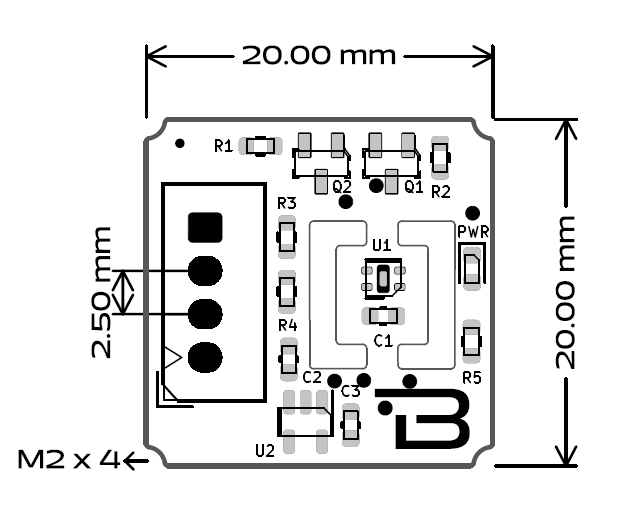 20.00 mm
R1
Q2
Q1
R2
R3
PWR
U1
2.50 mm
20.00 mm
R4
C1
C2
C3
R5
U2
M2 x 4